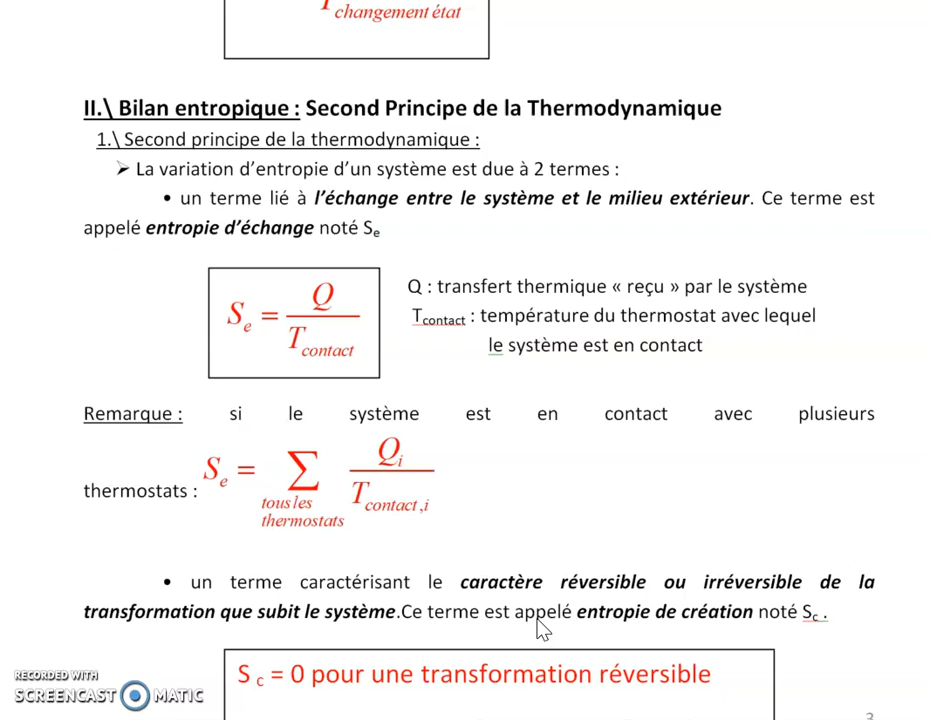 T changement état
II.\ Bilan entropique : Second Principe de la Thermodynamique
1.\ Second principe de la thermodynamique :
➢ La variation d’entropie d’un système est due à 2 termes :
• un terme lié à l’échange entre le système et le milieu extérieur. Ce terme est
appelé entropie d’échange noté Se
Se = Q / Tcontact
Q : transfert thermique « reçu » par le système
Tcontact : température du thermostat avec lequel
le système est en contact
Remarque : si le système est en contact avec plusieurs
thermostats : Se = ∑ tous les thermostats Qi / Tcontact,i
• un terme caractérisant le caractère réversible ou irréversible de la
transformation que subit le système.Ce terme est appelé entropie de création noté Sc .
S c = 0 pour une transformation réversible
RECORDED WITH
SCREENCAST MATIC
3